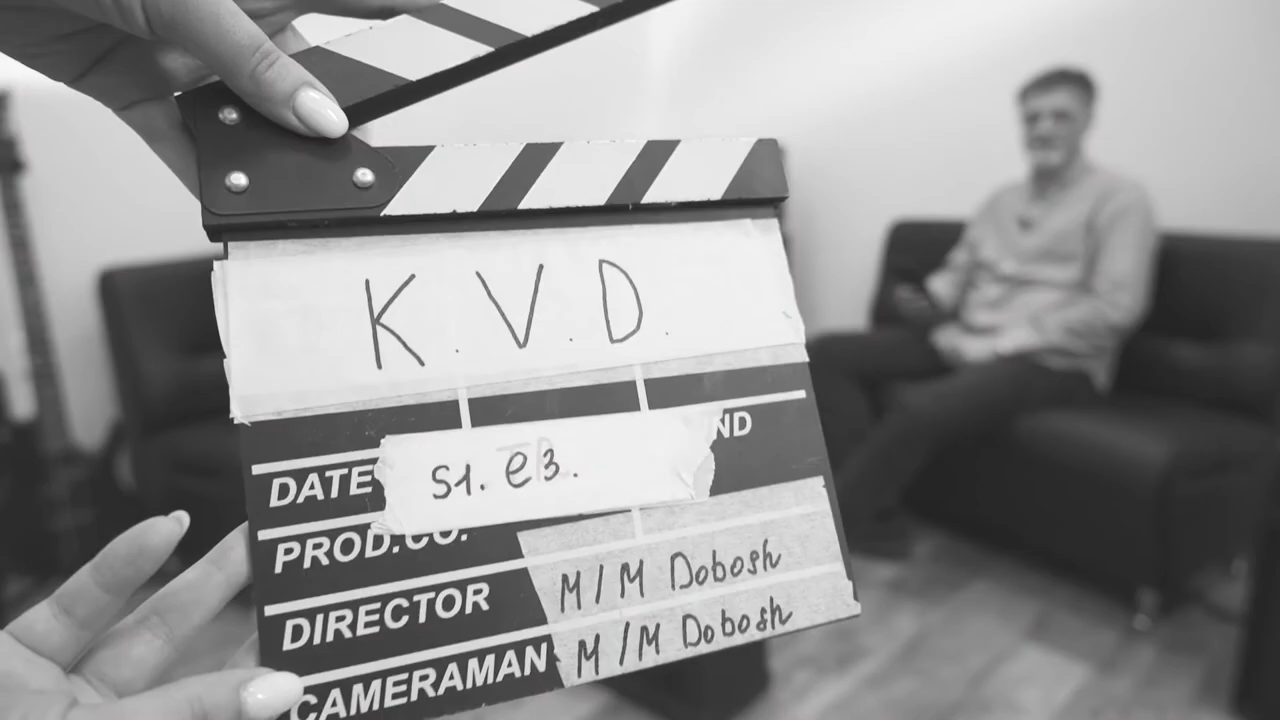 K.V.D.
DATE s1. e3. ND
PROD.CO.
DIRECTOR M/M Dobosh
CAMERAMAN M/M Dobosh